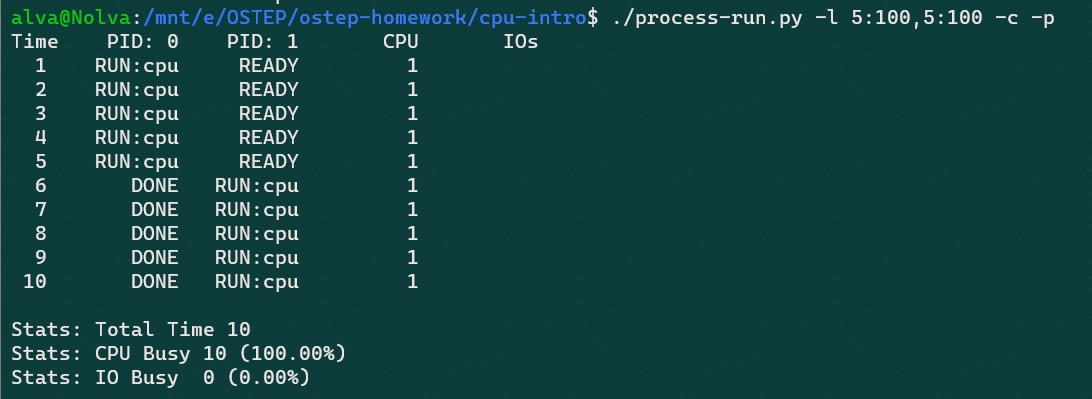 alva@Nolva:/mnt/e/OSTEP/ostep-homework/cpu-intro$ ./process-run.py -l 5:100,5:100 -c -p
Time    PID: 0    PID: 1       CPU       IOs
  1    RUN:cpu     READY         1
  2    RUN:cpu     READY         1
  3    RUN:cpu     READY         1
  4    RUN:cpu     READY         1
  5    RUN:cpu     READY         1
  6       DONE   RUN:cpu         1
  7       DONE   RUN:cpu         1
  8       DONE   RUN:cpu         1
  9       DONE   RUN:cpu         1
 10       DONE   RUN:cpu         1
Stats: Total Time 10
Stats: CPU Busy 10 (100.00%)
Stats: IO Busy  0 (0.00%)